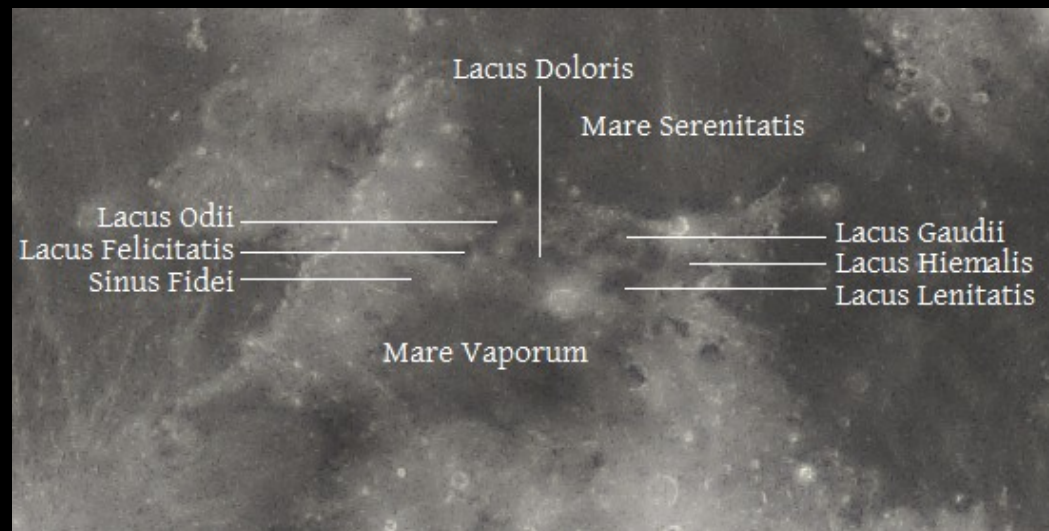 Lacus Doloris
Mare Serenitatis
Lacus Odii
Lacus Felicitatis
Sinus Fidei
Lacus Gaudii
Lacus Hiemalis
Lacus Lenitatis
Mare Vaporum